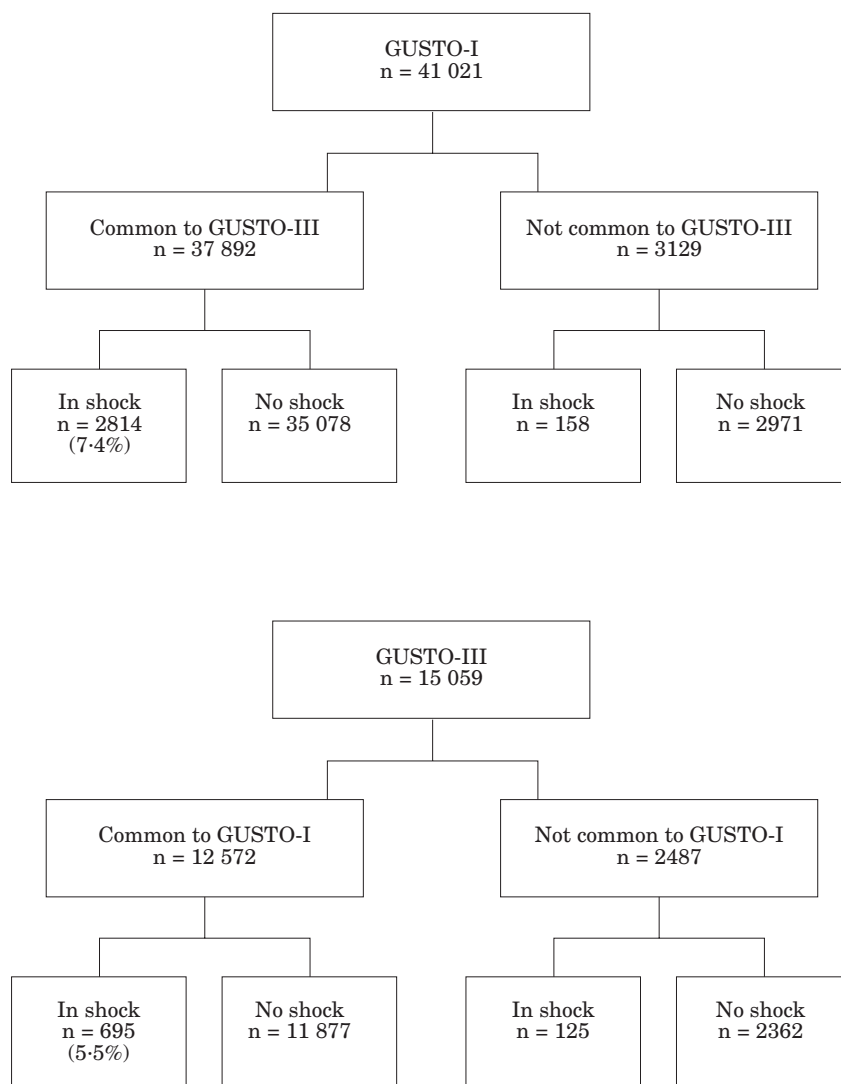 GUSTO-I
n = 41 021
Common to GUSTO-III
n = 37 892
Not common to GUSTO-III
n = 3129
In shock
n = 2814
(7·4%)
No shock
n = 35 078
In shock
n = 158
No shock
n = 2971
GUSTO-III
n = 15 059
Common to GUSTO-I
n = 12 572
Not common to GUSTO-I
n = 2487
In shock
n = 695
(5·5%)
No shock
n = 11 877
In shock
n = 125
No shock
n = 2362